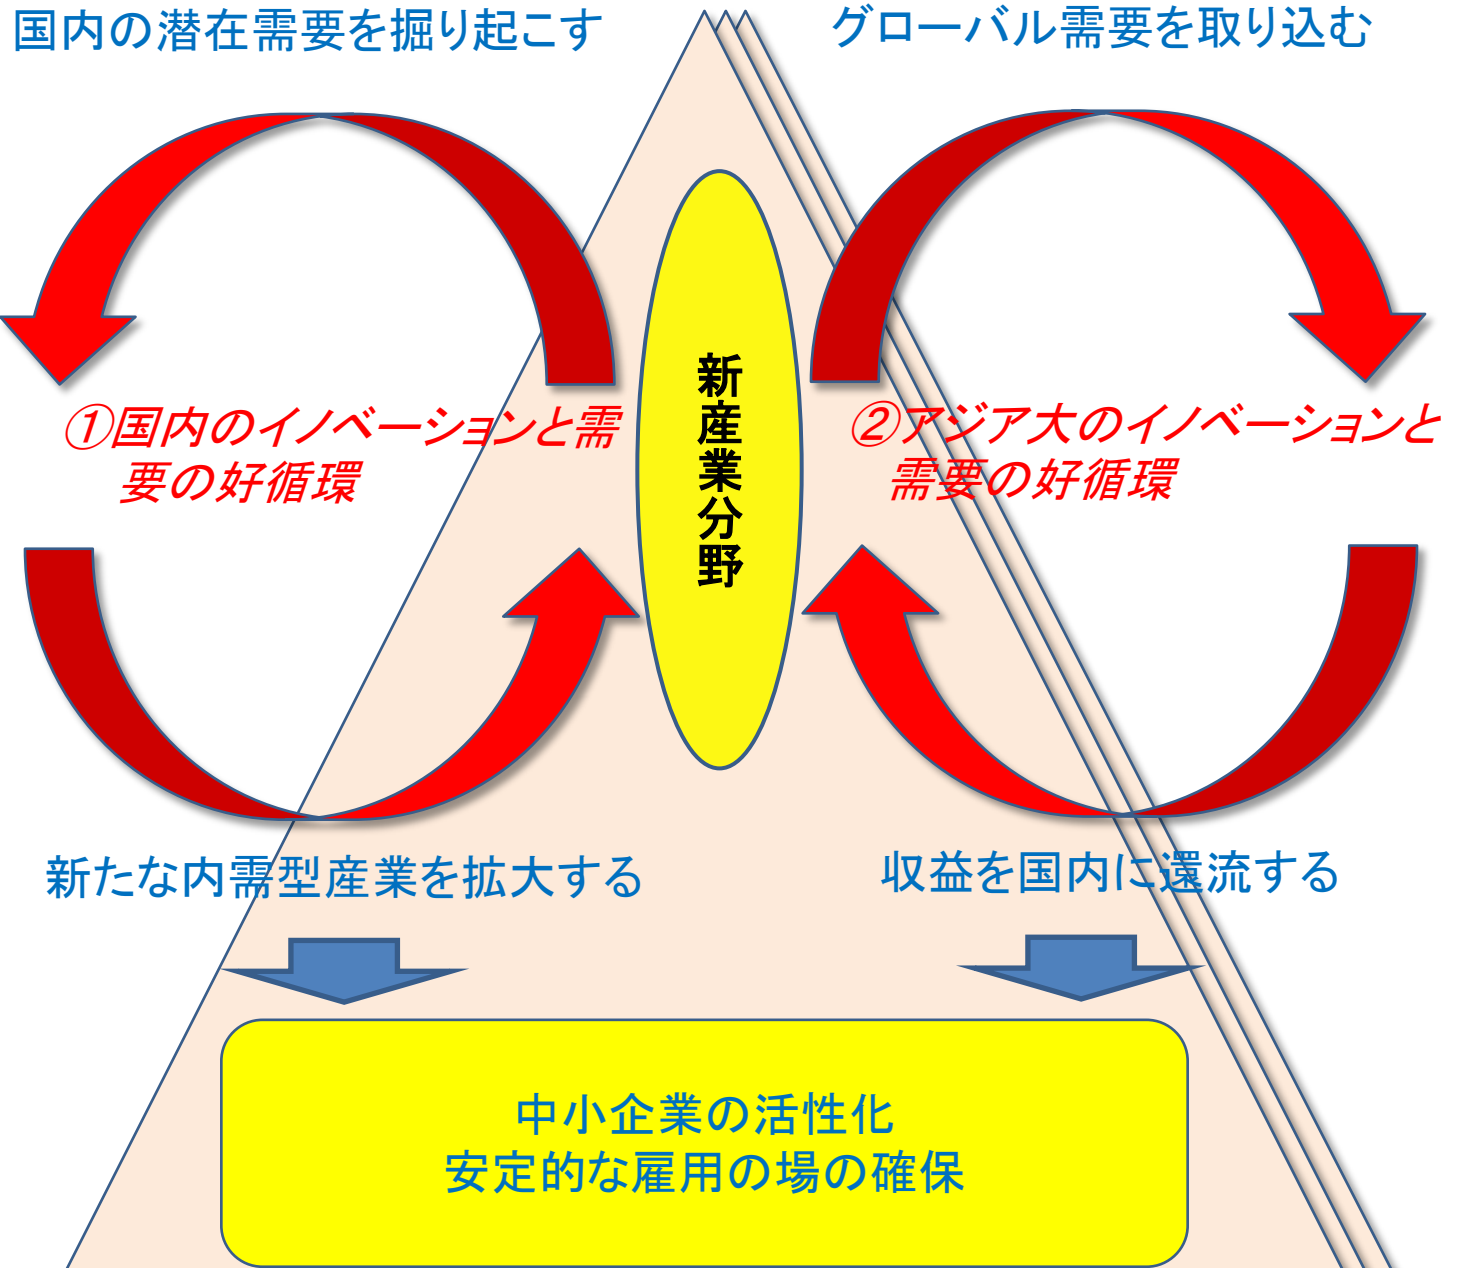 国内の潜在需要を掘り起こす
グローバル需要を取り込む
①国内のイノベーションと需
要の好循環
新産業分野
②アジア大のイノベーションと
需要の好循環
新たな内需型産業を拡大する
収益を国内に還流する
中小企業の活性化
安定的な雇用の場の確保